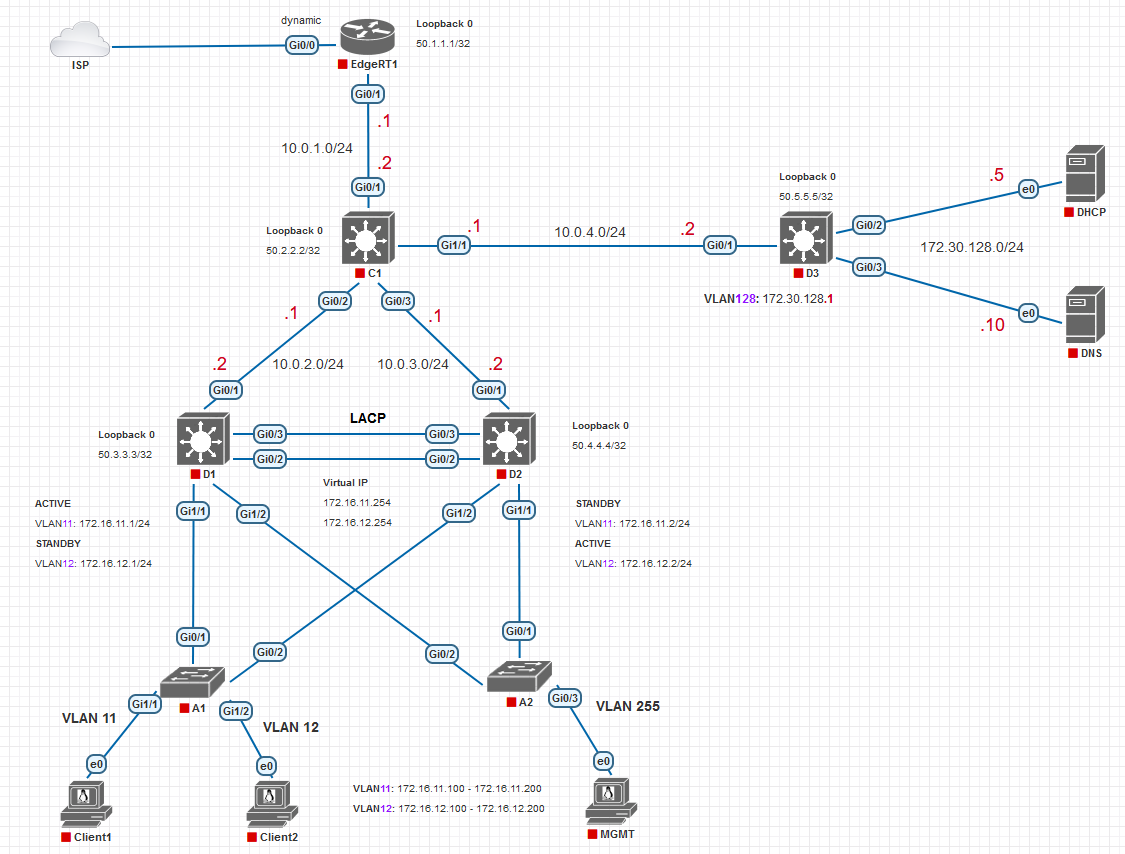 dynamic
Loopback 0
50.1.1.1/32
Gi0/0
ISP
EdgeRT1
Gi0/1
.1
10.0.1.0/24
.2
Gi0/1
Loopback 0
50.2.2.2/32
C1
.1
Gi1/1
10.0.4.0/24
.2
Gi0/1
Loopback 0
50.5.5.5/32
D3
VLAN128: 172.30.128.1
Gi0/2
.5
e0
DHCP
172.30.128.0/24
Gi0/3
.10
e0
DNS
Gi0/2
Gi0/3
.1
.1
.2
10.0.2.0/24
10.0.3.0/24
.2
Gi0/1
Gi0/1
LACP
Loopback 0
50.3.3.3/32
Gi0/3
Gi0/3
Gi0/2
Gi0/2
Loopback 0
50.4.4.4/32
D1
D2
Virtual IP
172.16.11.254
172.16.12.254
ACTIVE
VLAN11: 172.16.11.1/24
STANDBY
VLAN12: 172.16.12.1/24
Gi1/1
Gi1/2
Gi1/2
Gi1/1
STANDBY
VLAN11: 172.16.11.2/24
ACTIVE
VLAN12: 172.16.12.2/24
Gi0/1
Gi0/2
Gi0/2
Gi0/1
A1
A2
Gi1/1
VLAN 11
Gi1/2
VLAN 12
Gi0/3
VLAN 255
e0
e0
e0
VLAN11: 172.16.11.100 - 172.16.11.200
VLAN12: 172.16.12.100 - 172.16.12.200
Client1
Client2
MGMT